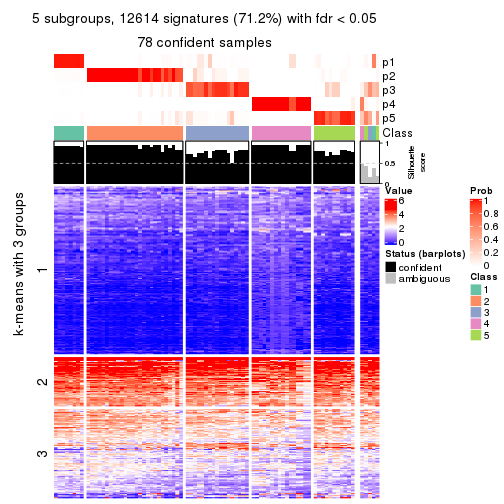 5 subgroups, 12614 signatures (71.2%) with fdr < 0.05
78 confident samples
p1
p2
p3
p4
p5
Class
1
0.5
0
Silhouette
score
k-means with 3 groups
1
2
3
Value
6
4
2
0
Status (barplots)
confident
ambiguous
Prob
1
0.8
0.6
0.4
0.2
0
Class
1
2
3
4
5